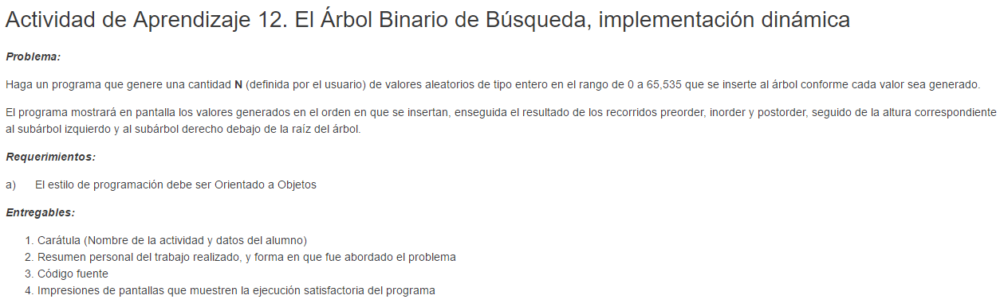 Actividad de Aprendizaje 12. El Árbol Binario de Búsqueda, implementación dinámica
Problema:
Haga un programa que genere una cantidad N (definida por el usuario) de valores aleatorios de tipo entero en el rango de 0 a 65,535 que se inserte al árbol conforme cada valor sea generado.
El programa mostrará en pantalla los valores generados en el orden en que se insertan, enseguida el resultado de los recorridos preorder, inorder y postorder, seguido de la altura correspondiente
al subárbol izquierdo y al subárbol derecho debajo de la raíz del árbol.
Requerimientos:
a) El estilo de programación debe ser Orientado a Objetos
Entregables:
1. Carátula (Nombre de la actividad y datos del alumno)
2. Resumen personal del trabajo realizado, y forma en que fue abordado el problema
3. Código fuente
4. Impresiones de pantallas que muestren la ejecución satisfactoria del programa